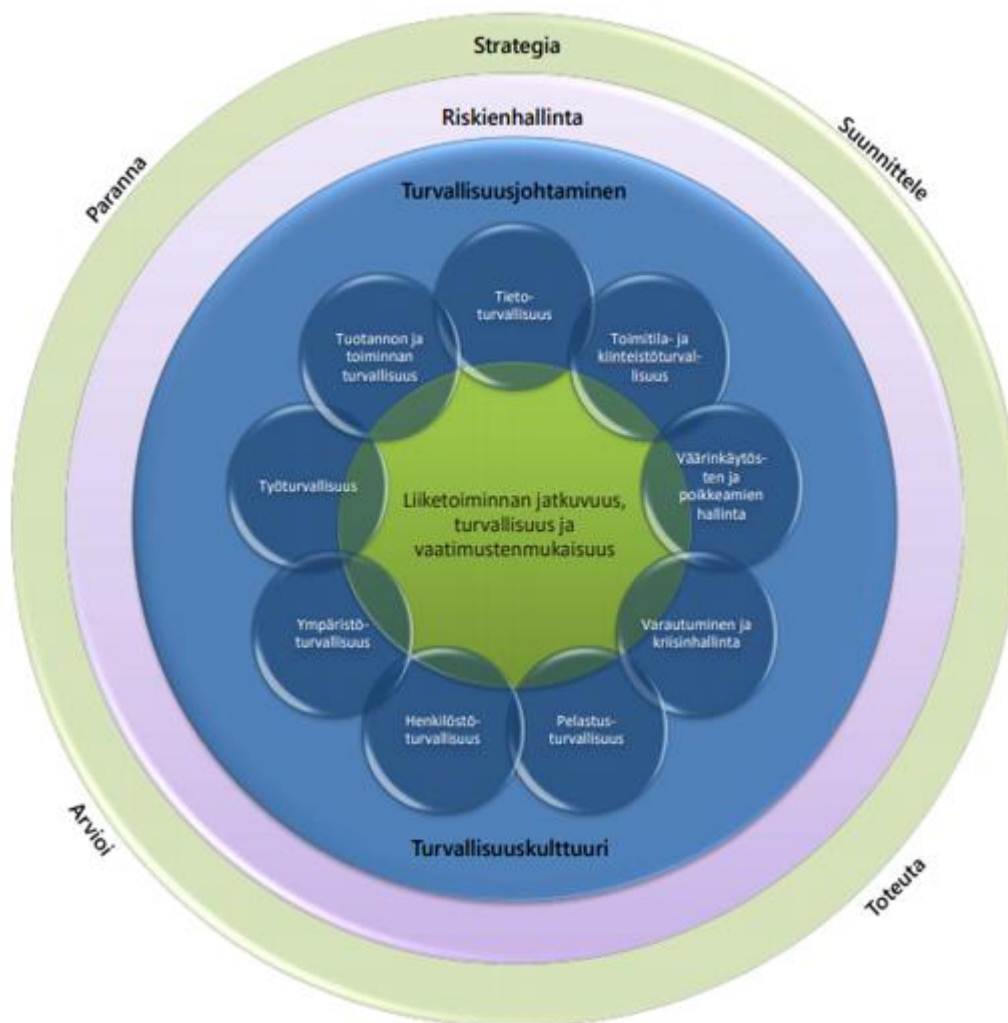 Strategia
Suunnittele
Paranna
Riskienhallinta
Turvallisuusjohtaminen
Tieto-
turvallisuus
Toimitila- ja
kiinteistöturval-
lisuus
Väärinkäytös-
ten ja
poikkeamien
hallinta
Varautuminen ja
kriisinhallinta
Pelastus-
turvallisuus
Henkilöstö-
turvallisuus
Ympäristö-
turvallisuus
Työturvallisuus
Tuotannon ja
toiminnan
turvallisuus
Liiketoiminnan jatkuvuus,
turvallisuus ja
vaatimustenmukaisuus
Turvallisuuskulttuuri
Toteuta
Arvioi